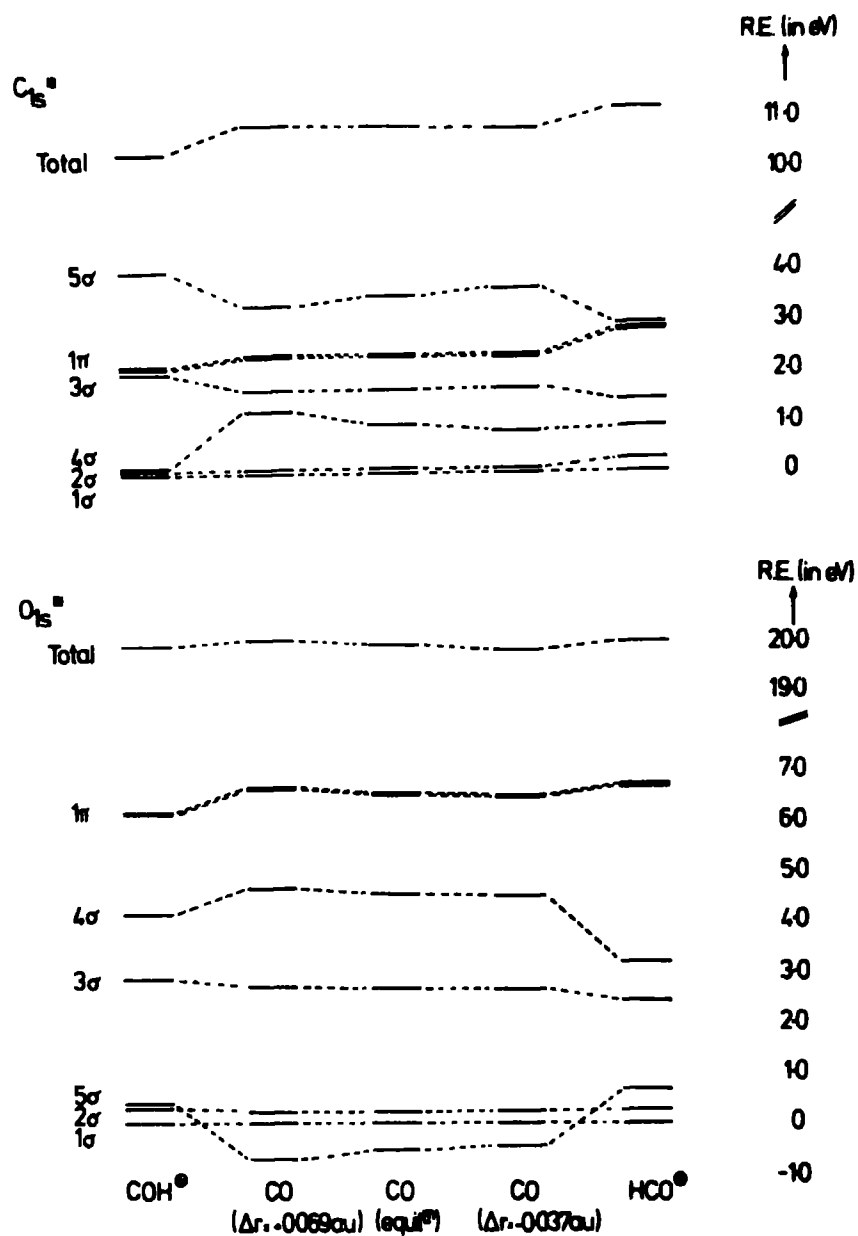 R.E. (in eV)
C1s*
11·0
Total
10·0
5σ
4·0
3·0
1π
2·0
3σ
1·0
4σ
0
2σ
1σ
R.E. (in eV)
O1s*
20·0
Total
19·0
7·0
1π
6·0
5·0
4σ
4·0
3σ
3·0
2·0
5σ
1·0
2σ
0
1σ
-1·0
COH⊕ CO CO CO HCO⊕
(Δr=+·0069au) (equilᵐ) (Δr=-·0037au)